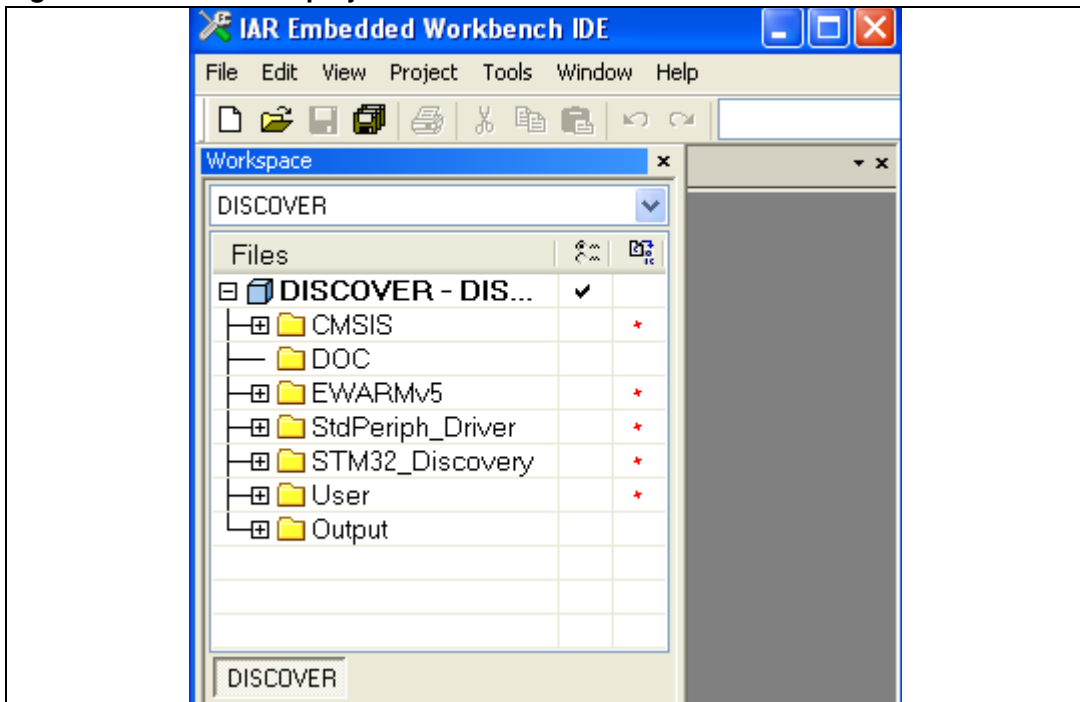 IAR Embedded Workbench IDE
File Edit View Project Tools Window Help
Workspace
DISCOVER
Files
DISCOVER - DIS...
CMSIS
DOC
EWARMv5
StdPeriph_Driver
STM32_Discovery
User
Output
DISCOVER